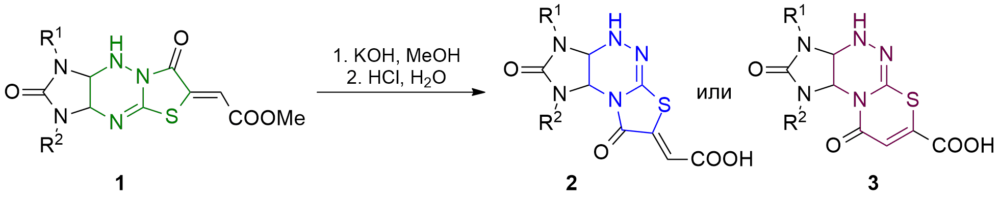 R1
N
O
N
R2
H
N
N
N
O
S
COOMe
1
1. KOH, MeOH
2. HCl, H2O
R1
N
O
N
R2
H
N
N
N
S
O
COOH
2
или
R1
N
O
N
R2
H
N
N
N
S
O
COOH
3